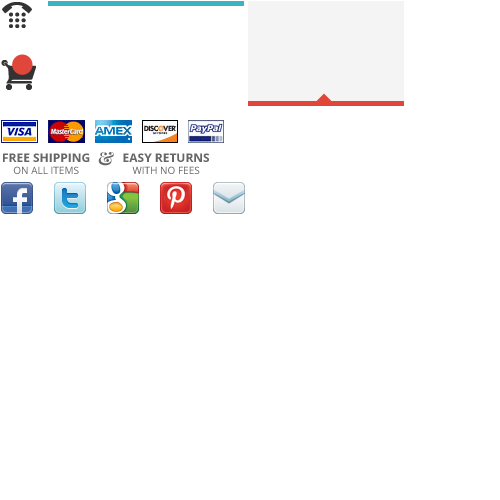 VISA MasterCard AMEX DISCOVER PayPal
FREE SHIPPING & EASY RETURNS
ON ALL ITEMS WITH NO FEES
f t g P